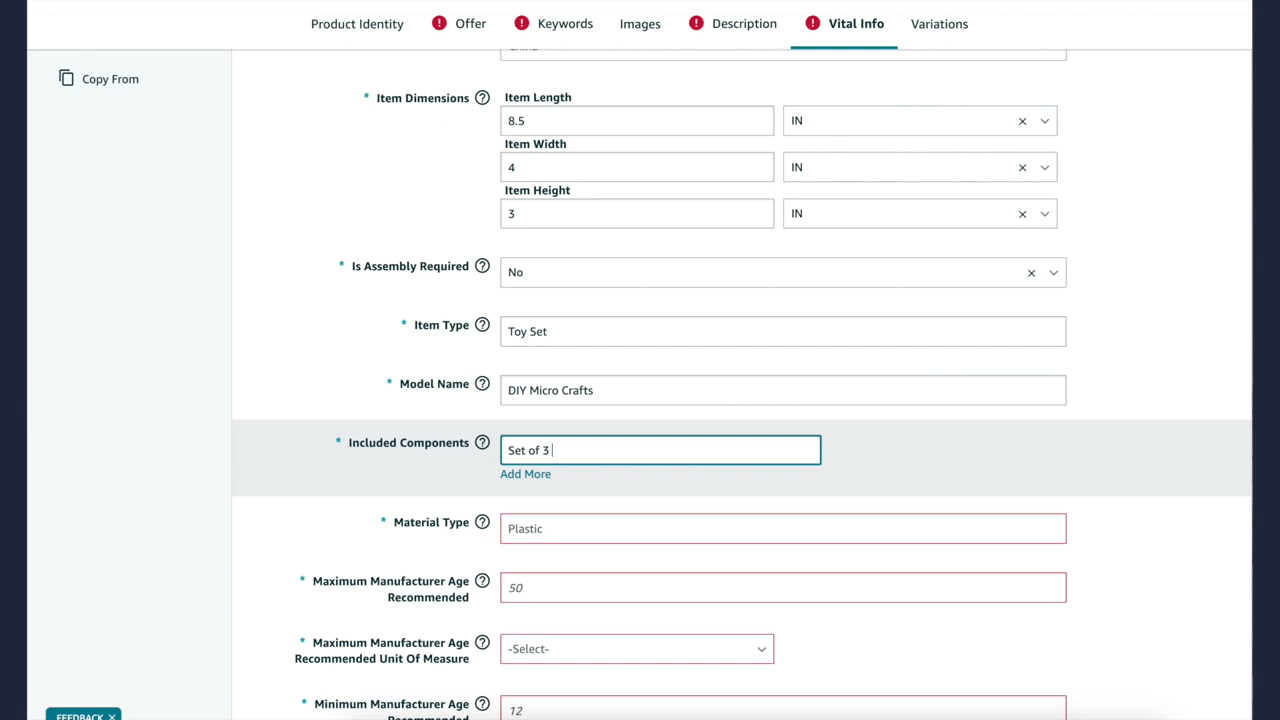 Product Identity
Offer
Keywords
Images
Description
Vital Info
Variations
Copy From
* Item Dimensions
Item Length
8.5
IN
Item Width
4
IN
Item Height
3
IN
* Is Assembly Required
No
* Item Type
Toy Set
* Model Name
DIY Micro Crafts
* Included Components
Set of 3
Add More
* Material Type
Plastic
* Maximum Manufacturer Age
Recommended
50
* Maximum Manufacturer Age
Recommended Unit Of Measure
-Select-
* Minimum Manufacturer Age
Recommended
12
FEEDBACK